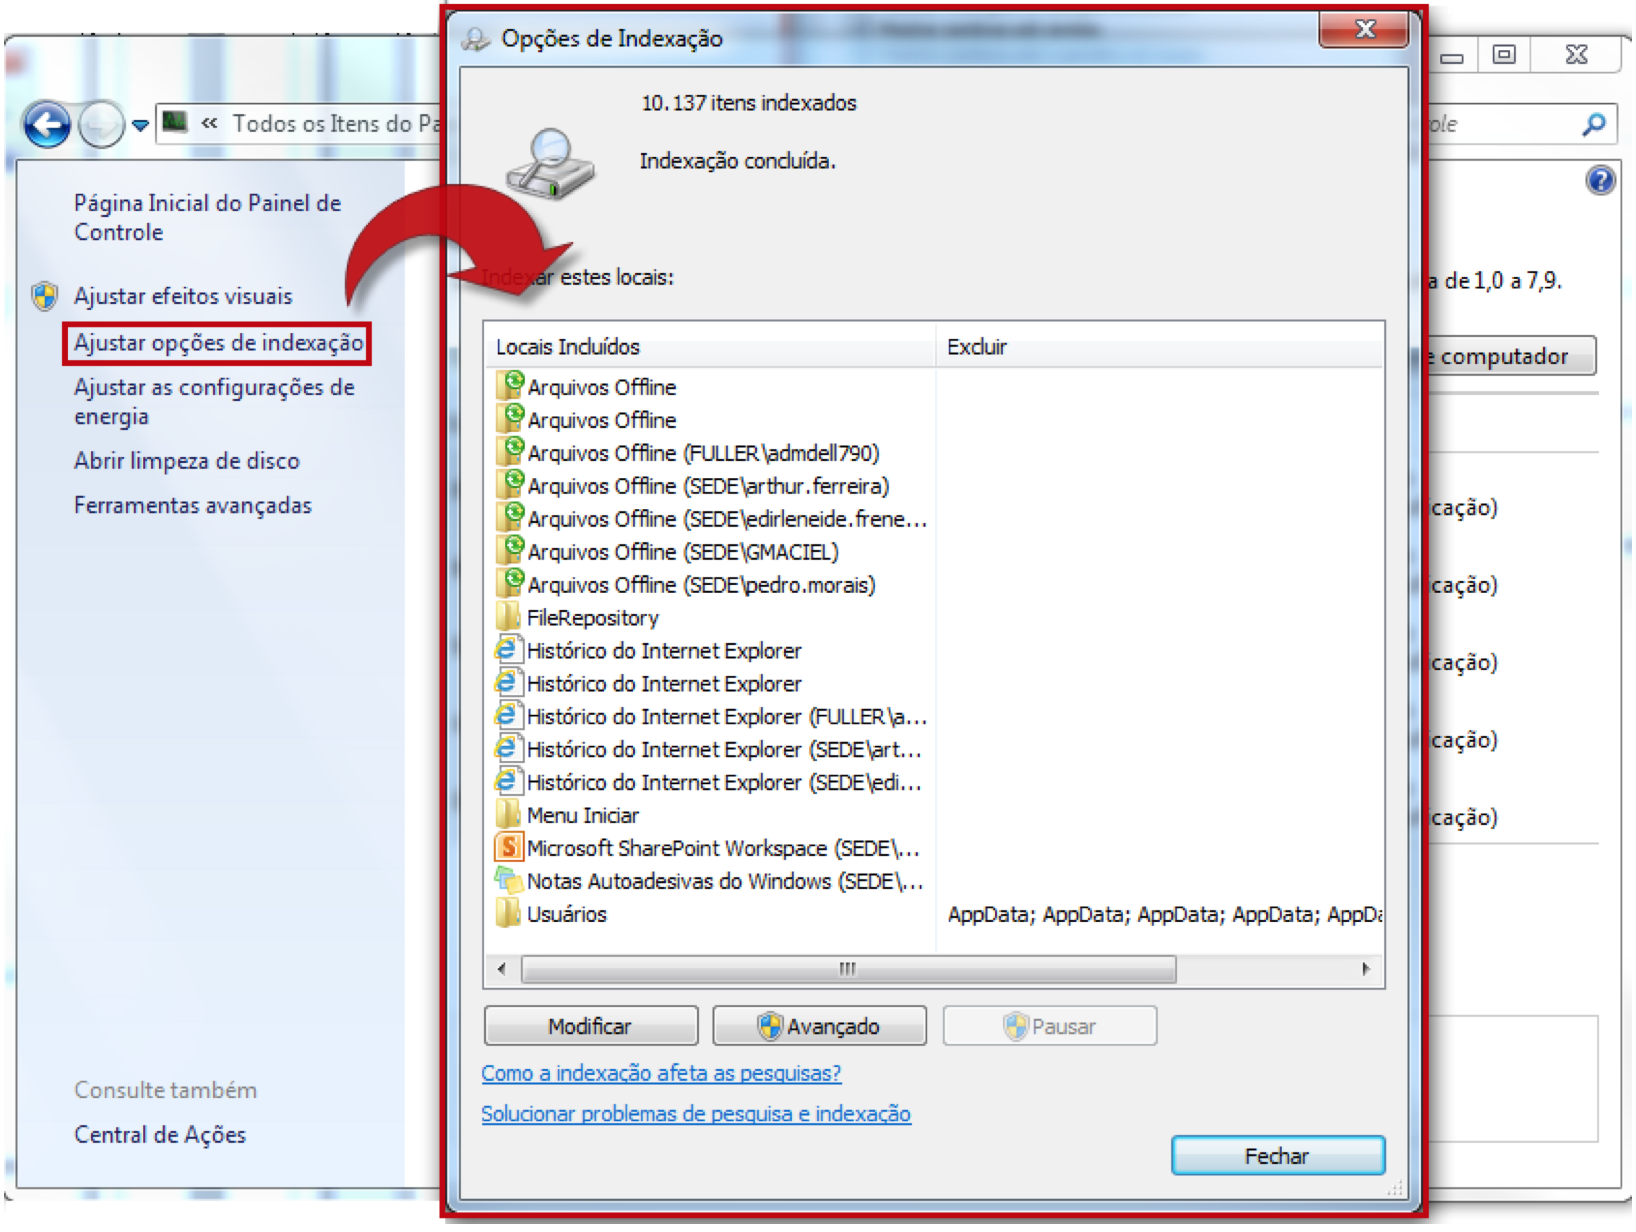 Opções de Indexação
« Todos os Itens do Pa
ole
10.137 itens indexados
Indexação concluída.
Página Inicial do Painel de
Controle
Ajustar efeitos visuais
Ajustar opções de indexação
Ajustar as configurações de
energia
Abrir limpeza de disco
Ferramentas avançadas
Consulte também
Central de Ações
Indexar estes locais:
Locais Incluídos
Excluir
Arquivos Offline
Arquivos Offline
Arquivos Offline (FULLER\admdell790)
Arquivos Offline (SEDE\arthur.ferreira)
Arquivos Offline (SEDE\edirleneide.frene...
Arquivos Offline (SEDE\GMACIEL)
Arquivos Offline (SEDE\pedro.morais)
FileRepository
Histórico do Internet Explorer
Histórico do Internet Explorer
Histórico do Internet Explorer (FULLER\a...
Histórico do Internet Explorer (SEDE\art...
Histórico do Internet Explorer (SEDE\edi...
Menu Iniciar
Microsoft SharePoint Workspace (SEDE\...
Notas Autoadesivas do Windows (SEDE\...
Usuários
AppData; AppData; AppData; AppData; AppDa
Modificar
Avançado
Pausar
Como a indexação afeta as pesquisas?
Solucionar problemas de pesquisa e indexação
Fechar
a de 1,0 a 7,9.
e computador
icação)
icação)
icação)
icação)
icação)